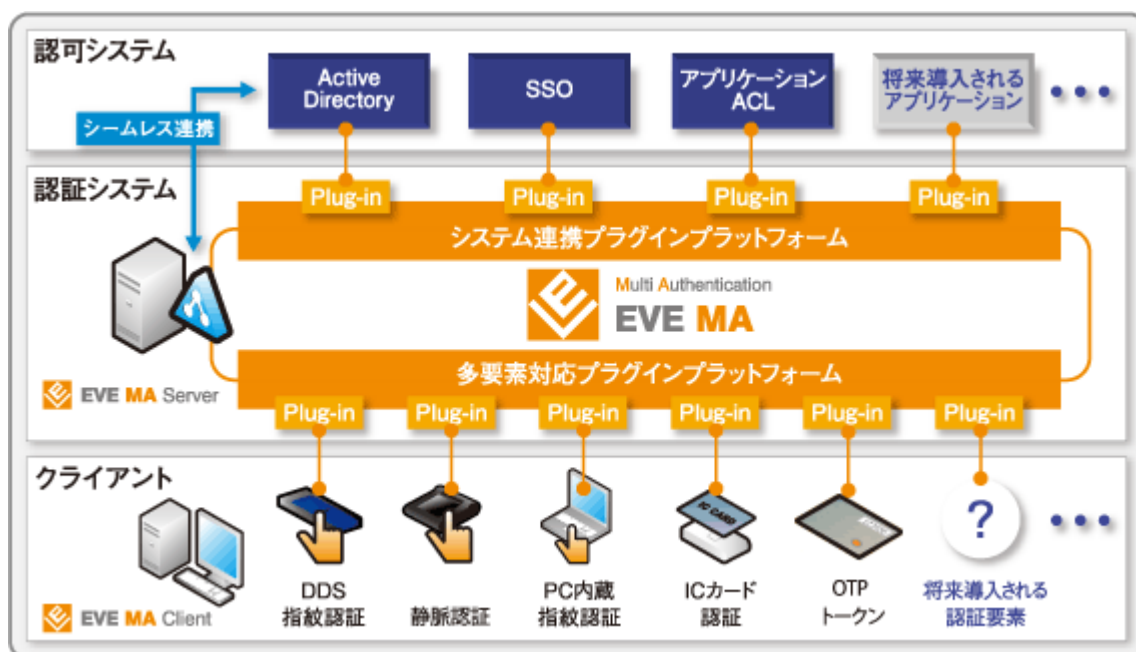 認可システム
Active
Directory
SSO
アプリケーション
ACL
将来導入される
アプリケーション
シームレス連携
認証システム
Plug-in
Plug-in
Plug-in
Plug-in
システム連携プラグインプラットフォーム
Multi Authentication
EVE MA
多要素対応プラグインプラットフォーム
EVE MA Server
Plug-in
Plug-in
Plug-in
Plug-in
Plug-in
Plug-in
クライアント
IC CARD
?
EVE MA Client
DDS
指紋認証
静脈認証
PC内蔵
指紋認証
ICカード
認証
OTP
トークン
将来導入される
認証要素